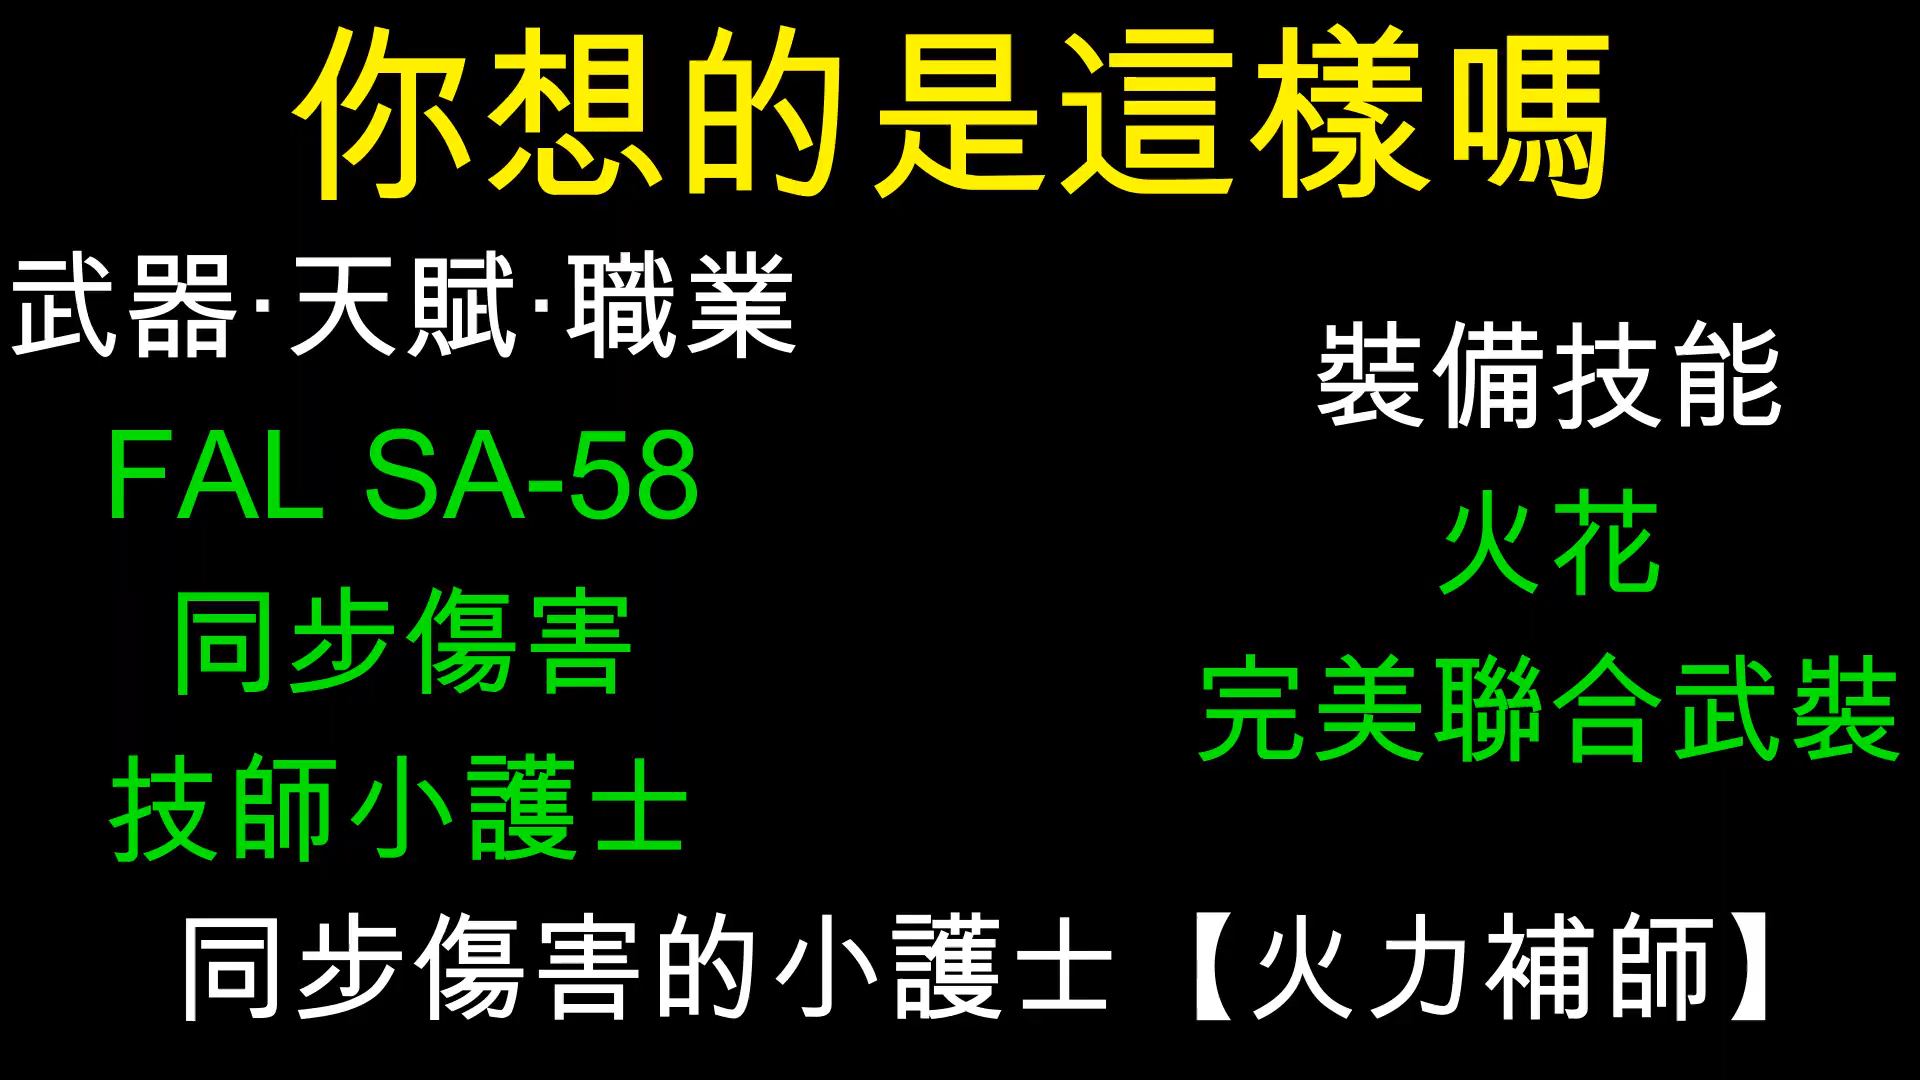 你想的是這樣嗎
武器·天賦·職業
FAL SA-58
同步傷害
技師小護士
裝備技能
火花
完美聯合武裝
同步傷害的小護士【火力補師】